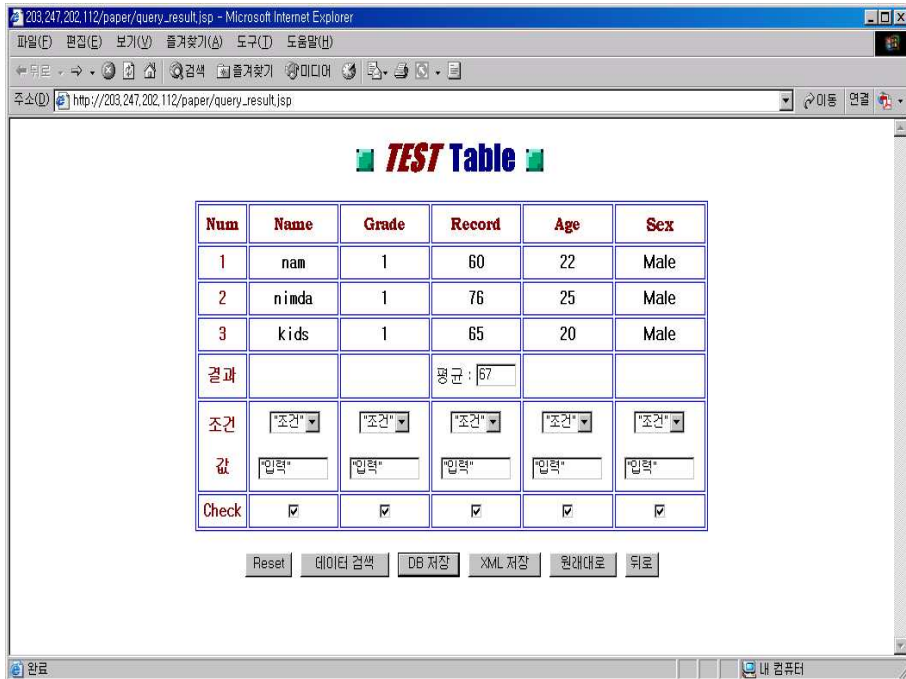 203,247,202,112/paper/query_result.jsp - Microsoft Internet Explorer
파일(F) 편집(E) 보기(V) 즐겨찾기(A) 도구(T) 도움말(H)
뒤로 검색 즐겨찾기 미디어
주소(D) http://203,247,202,112/paper/query_result.jsp 이동 연결
TEST Table
Num Name Grade Record Age Sex
1 nam 1 60 22 Male
2 nimda 1 76 25 Male
3 kids 1 65 20 Male
결과 평균 : 67
조건 "조건" "조건" "조건" "조건" "조건"
값 "입력" "입력" "입력" "입력" "입력"
Check
Reset 데이터 검색 DB 저장 XML 저장 원래대로 뒤로
완료 내 컴퓨터